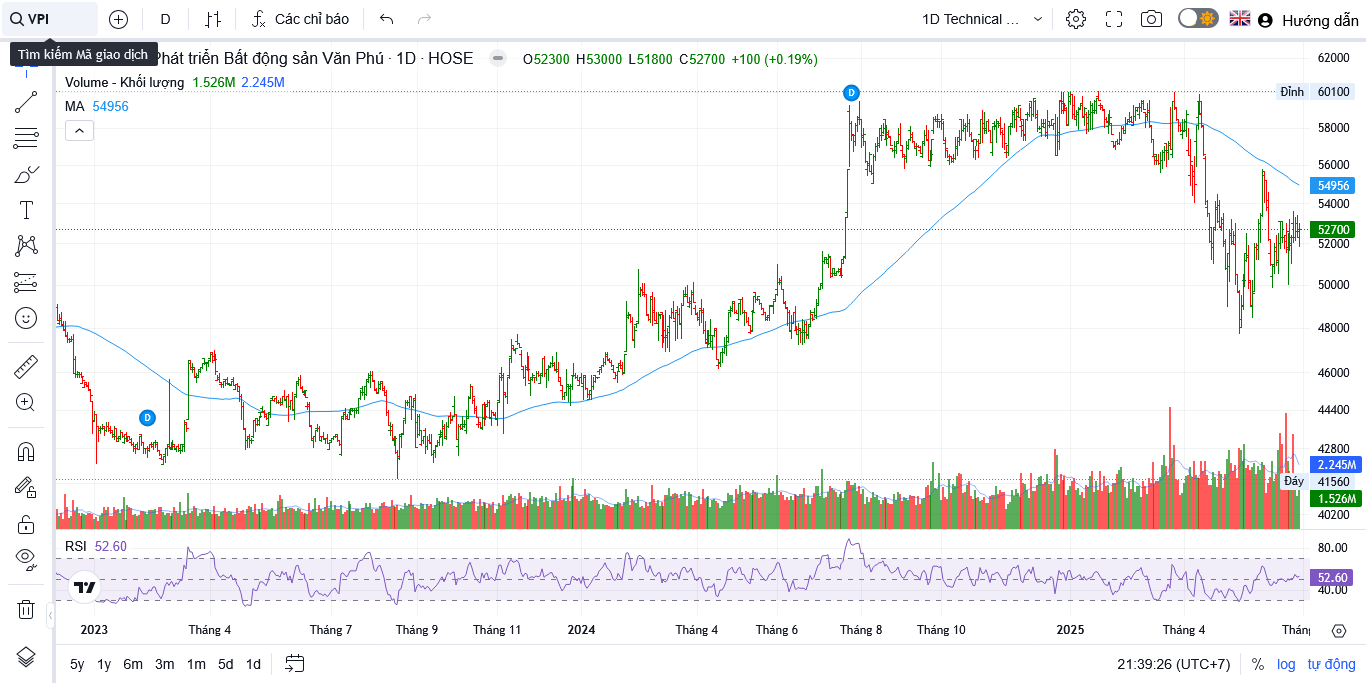 VPI
D
Các chỉ báo
1D Technical ...
Hướng dẫn
Tìm kiếm Mã giao dịch
Phát triển Bất động sản Văn Phú · 1D · HOSE
O52300 H53000 L51800 C52700 +100 (+0.19%)
Volume - Khối lượng 1.526M 2.245M
MA 54956
D
D
62000
Đỉnh 60100
58000
56000
54956
54000
52700
52000
50000
48000
46000
44400
42800
2.245M
Đáy 41560
1.526M
40200
RSI 52.60
80.00
52.60
40.00
2023 Tháng 4 Tháng 7 Tháng 9 Tháng 11 2024 Tháng 4 Tháng 6 Tháng 8 Tháng 10 2025 Tháng 4 Thán
5y 1y 6m 3m 1m 5d 1d
21:39:26 (UTC+7) % log tự động